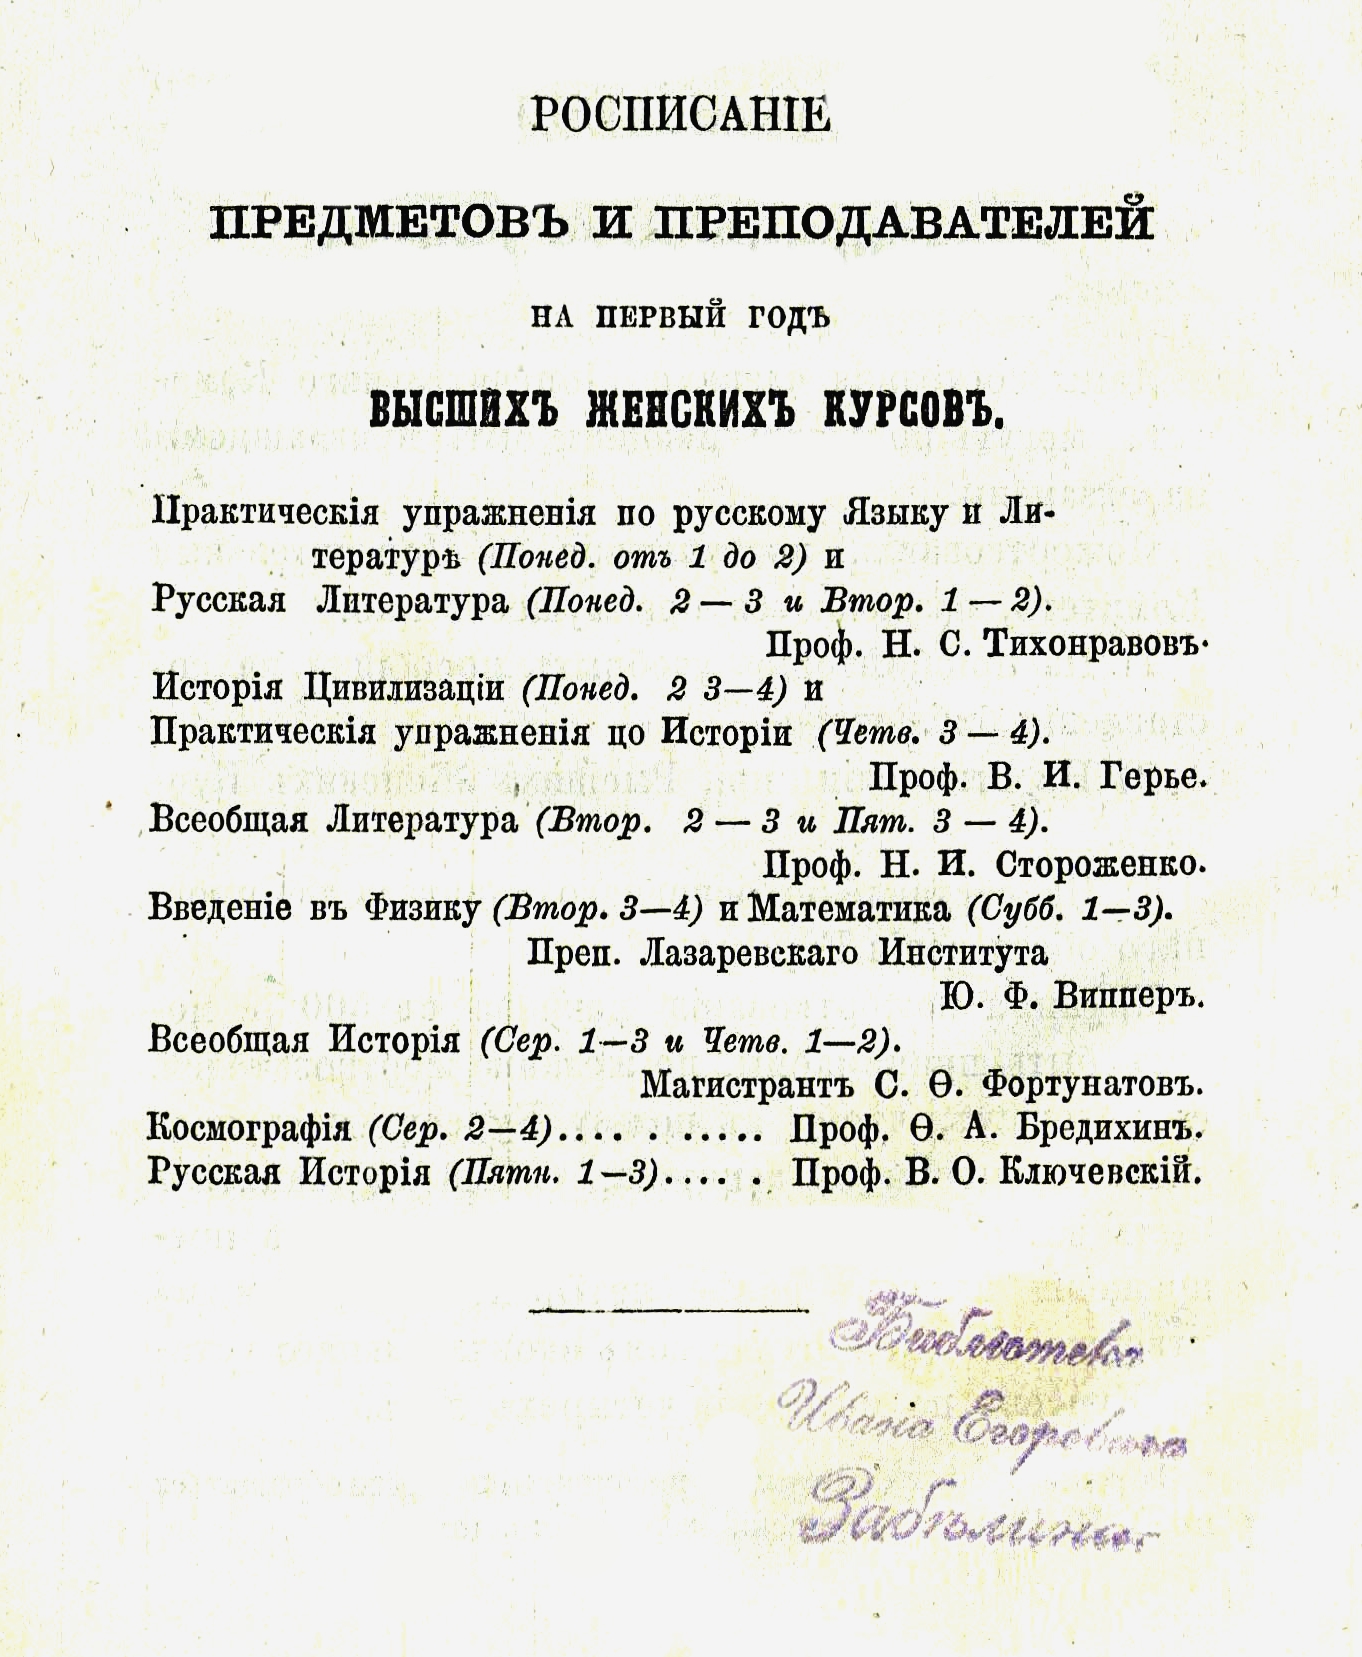 РОСПИСАНІЕ
ПРЕДМЕТОВЪ И ПРЕПОДАВАТЕЛЕЙ
НА ПЕРВЫЙ ГОДЪ
ВЫСШИХЪ ЖЕНСКИХЪ КУРСОВЪ.
Практическія упражненія по русскому Языку и Ли-
тературѣ (Понед. отъ 1 до 2) и
Русская Литература (Понед. 2 — 3 и Втор. 1 — 2).
Проф. Н. С. Тихонравовъ.
Исторія Цивилизаціи (Понед. 2 3—4) и
Практическія упражненія по Исторіи (Четв. 3 — 4).
Проф. В. И. Герье.
Всеобщая Литература (Втор. 2 — 3 и Пят. 3 — 4).
Проф. Н. И. Стороженко.
Введеніе въ Физику (Втор. 3—4) и Математика (Субб. 1—3).
Преп. Лазаревскаго Института
Ю. Ф. Випперъ.
Всеобщая Исторія (Сер. 1—3 и Четв. 1—2).
Магистрантъ С. Ѳ. Фортунатовъ.
Космографія (Сер. 2—4).... . ..... Проф. Ѳ. А. Бредихинъ.
Русская Исторія (Пятн. 1—3).... . Проф. В. О. Ключевскій.
Библіотека
Ивана Егоровича
Забѣлина.